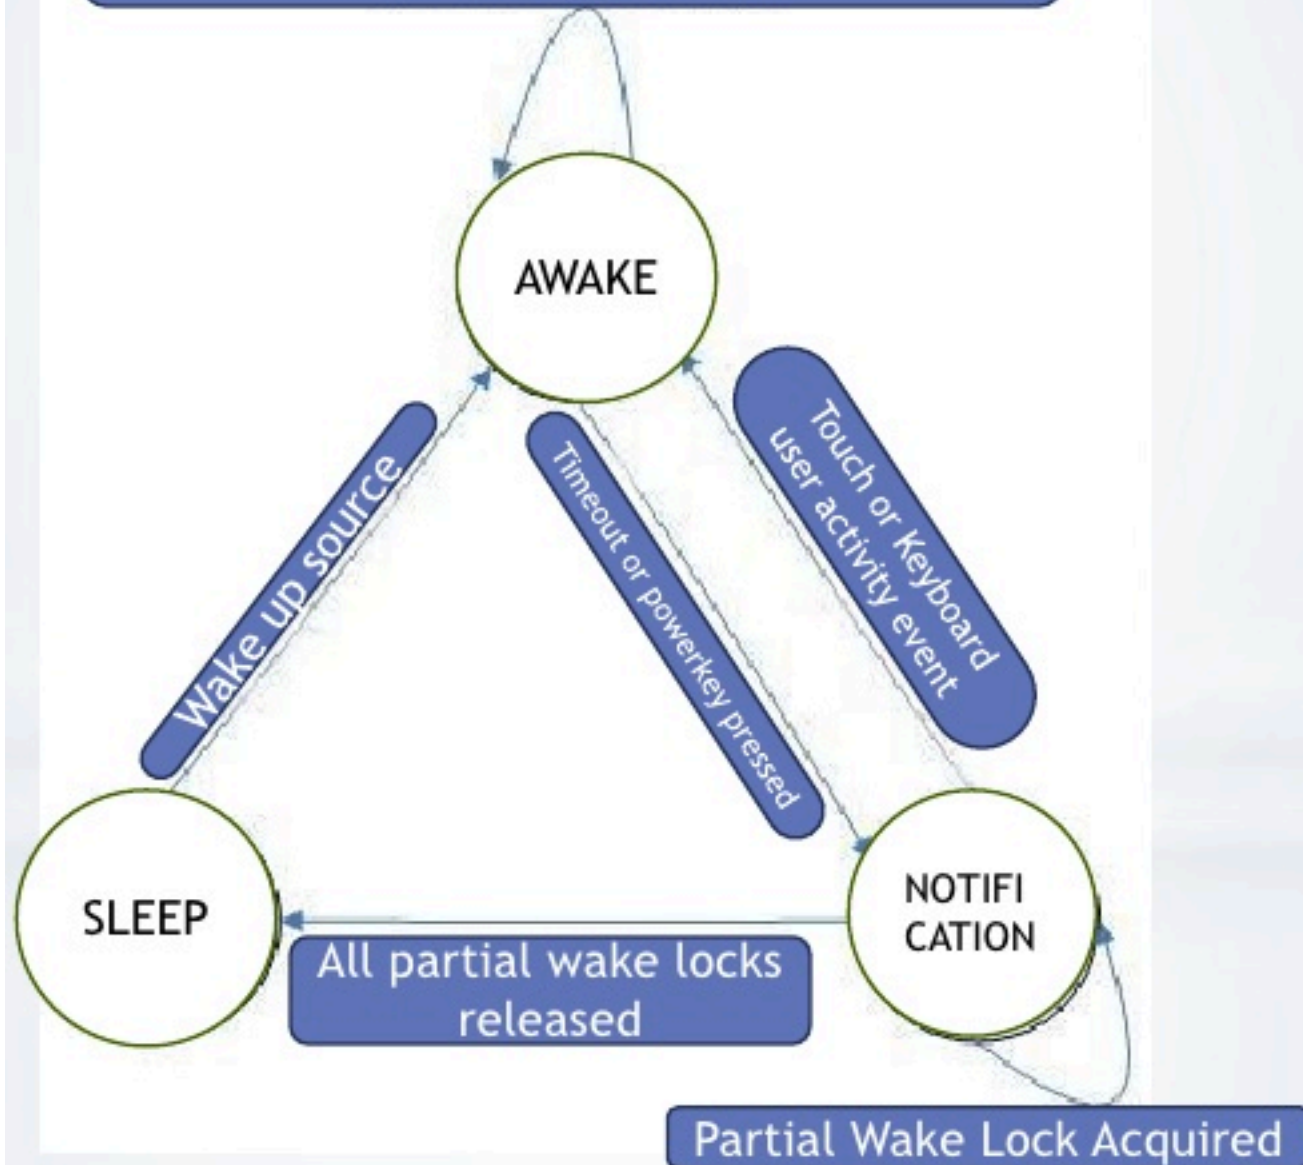 AWAKE
Touch or Keyboard
user activity event
Timeout or powerkey pressed
Wake up source
SLEEP
NOTIFI
CATION
All partial wake locks
released
Partial Wake Lock Acquired